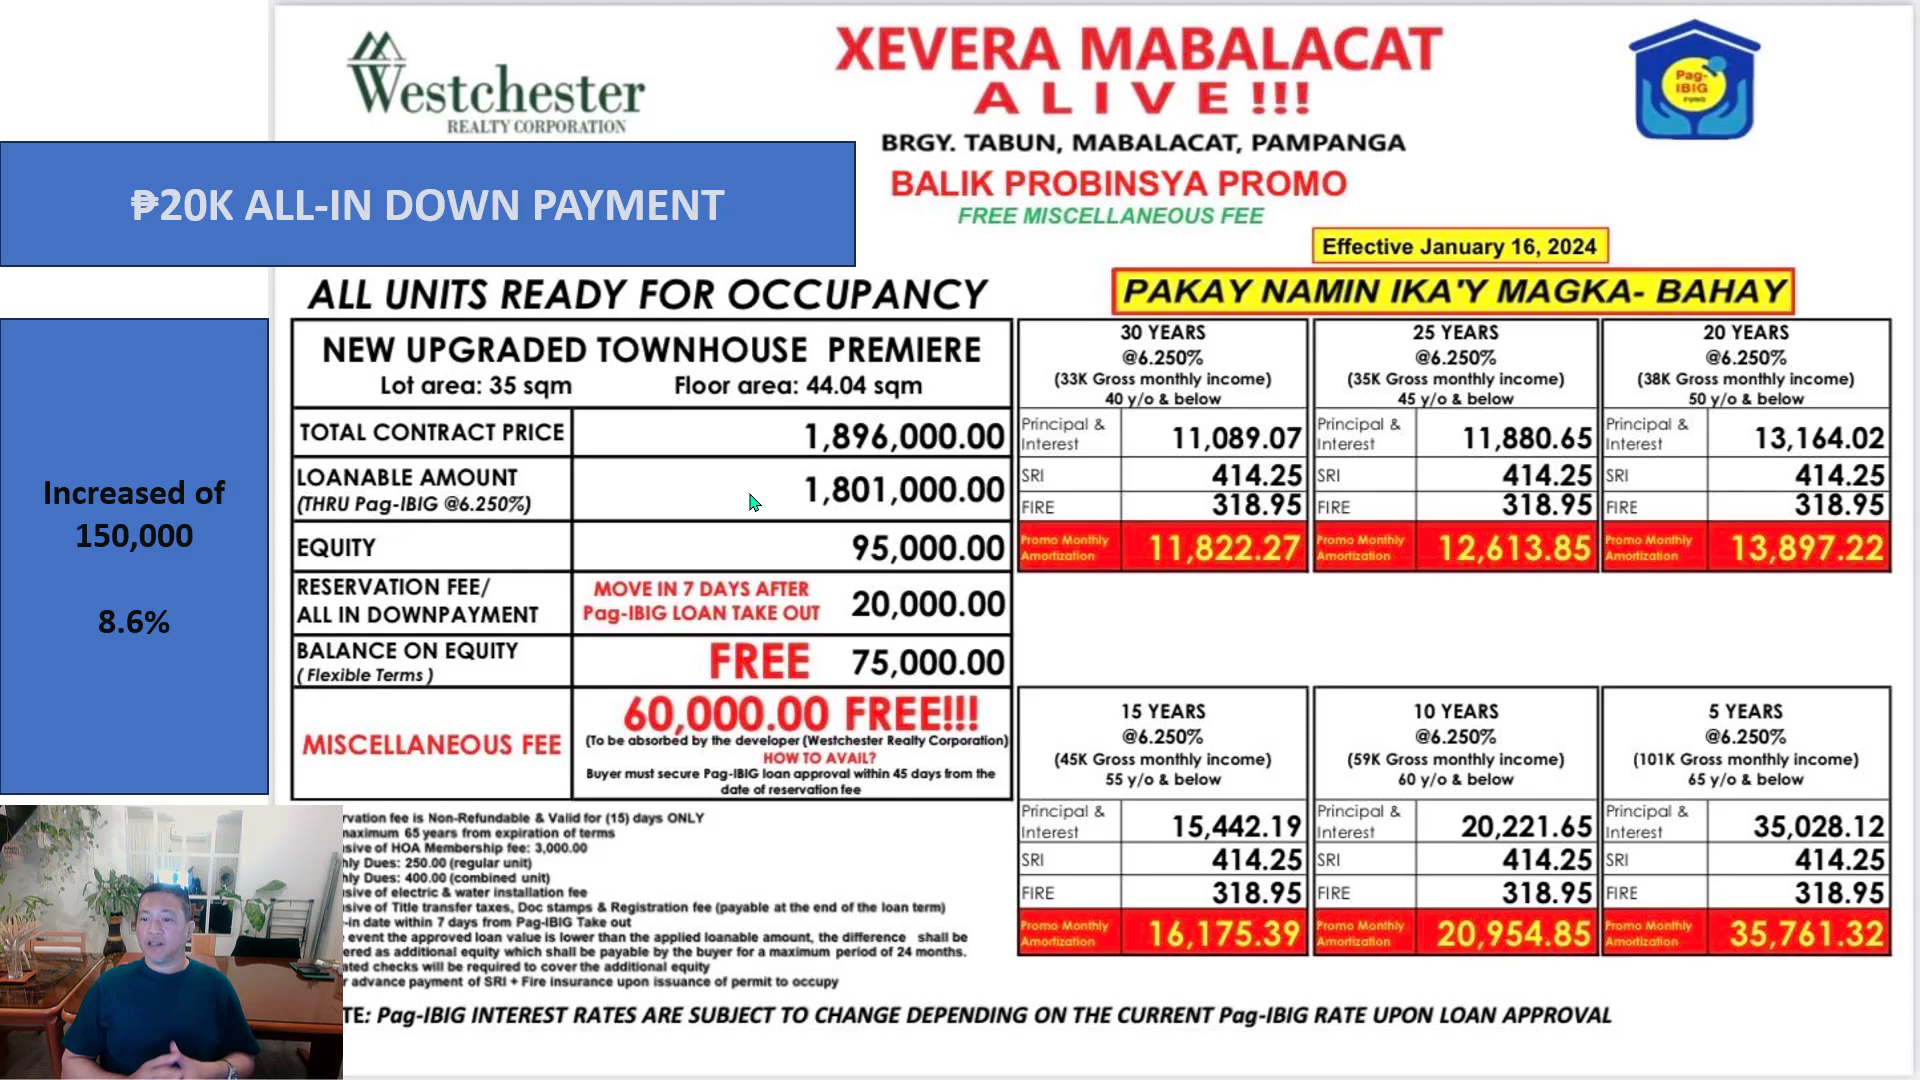 Westchester
REALTY CORPORATION
XEVERA MABALACAT
ALIVE!!!
BRGY. TABUN, MABALACAT, PAMPANGA
BALIK PROBINSYA PROMO
FREE MISCELLANEOUS FEE
Pag-
IBIG
FUND
₱20K ALL-IN DOWN PAYMENT
Effective January 16, 2024
ALL UNITS READY FOR OCCUPANCY
PAKAY NAMIN IKA'Y MAGKA- BAHAY
Increased of
150,000
8.6%
NEW UPGRADED TOWNHOUSE PREMIERE
Lot area: 35 sqm Floor area: 44.04 sqm
TOTAL CONTRACT PRICE 1,896,000.00
LOANABLE AMOUNT
(THRU Pag-IBIG @6.250%) 1,801,000.00
EQUITY 95,000.00
RESERVATION FEE/
ALL IN DOWNPAYMENT
MOVE IN 7 DAYS AFTER
Pag-IBIG LOAN TAKE OUT
20,000.00
BALANCE ON EQUITY
( Flexible Terms )
FREE 75,000.00
MISCELLANEOUS FEE
60,000.00 FREE!!!
(To be absorbed by the developer (Westchester Realty Corporation)
HOW TO AVAIL?
Buyer must secure Pag-IBIG loan approval within 45 days from the
date of reservation fee
30 YEARS
@6.250%
(33K Gross monthly income)
40 y/o & below
Principal &
Interest 11,089.07
SRI 414.25
FIRE 318.95
Promo Monthly
Amortization 11,822.27
25 YEARS
@6.250%
(35K Gross monthly income)
45 y/o & below
Principal &
Interest 11,880.65
SRI 414.25
FIRE 318.95
Promo Monthly
Amortization 12,613.85
20 YEARS
@6.250%
(38K Gross monthly income)
50 y/o & below
Principal &
Interest 13,164.02
SRI 414.25
FIRE 318.95
Promo Monthly
Amortization 13,897.22
15 YEARS
@6.250%
(45K Gross monthly income)
55 y/o & below
Principal &
Interest 15,442.19
SRI 414.25
FIRE 318.95
Promo Monthly
Amortization 16,175.39
10 YEARS
@6.250%
(59K Gross monthly income)
60 y/o & below
Principal &
Interest 20,221.65
SRI 414.25
FIRE 318.95
Promo Monthly
Amortization 20,954.85
5 YEARS
@6.250%
(101K Gross monthly income)
65 y/o & below
Principal &
Interest 35,028.12
SRI 414.25
FIRE 318.95
Promo Monthly
Amortization 35,761.32
rvation fee is Non-Refundable & Valid for (15) days ONLY
maximum 65 years from expiration of terms
sive of HOA Membership fee: 3,000.00
hly Dues: 250.00 (regular unit)
hly Dues: 400.00 (combined unit)
sive of electric & water installation fee
sive of Title transfer taxes, Doc stamps & Registration fee (payable at the end of the loan term)
-in date within 7 days from Pag-IBIG Take out
event the approved loan value is lower than the applied loanable amount, the difference shall be
ered as additional equity which shall be payable by the buyer for a maximum period of 24 months.
ated checks will be required to cover the additional equity
r advance payment of SRI + Fire insurance upon issuance of permit to occupy
TE: Pag-IBIG INTEREST RATES ARE SUBJECT TO CHANGE DEPENDING ON THE CURRENT Pag-IBIG RATE UPON LOAN APPROVAL